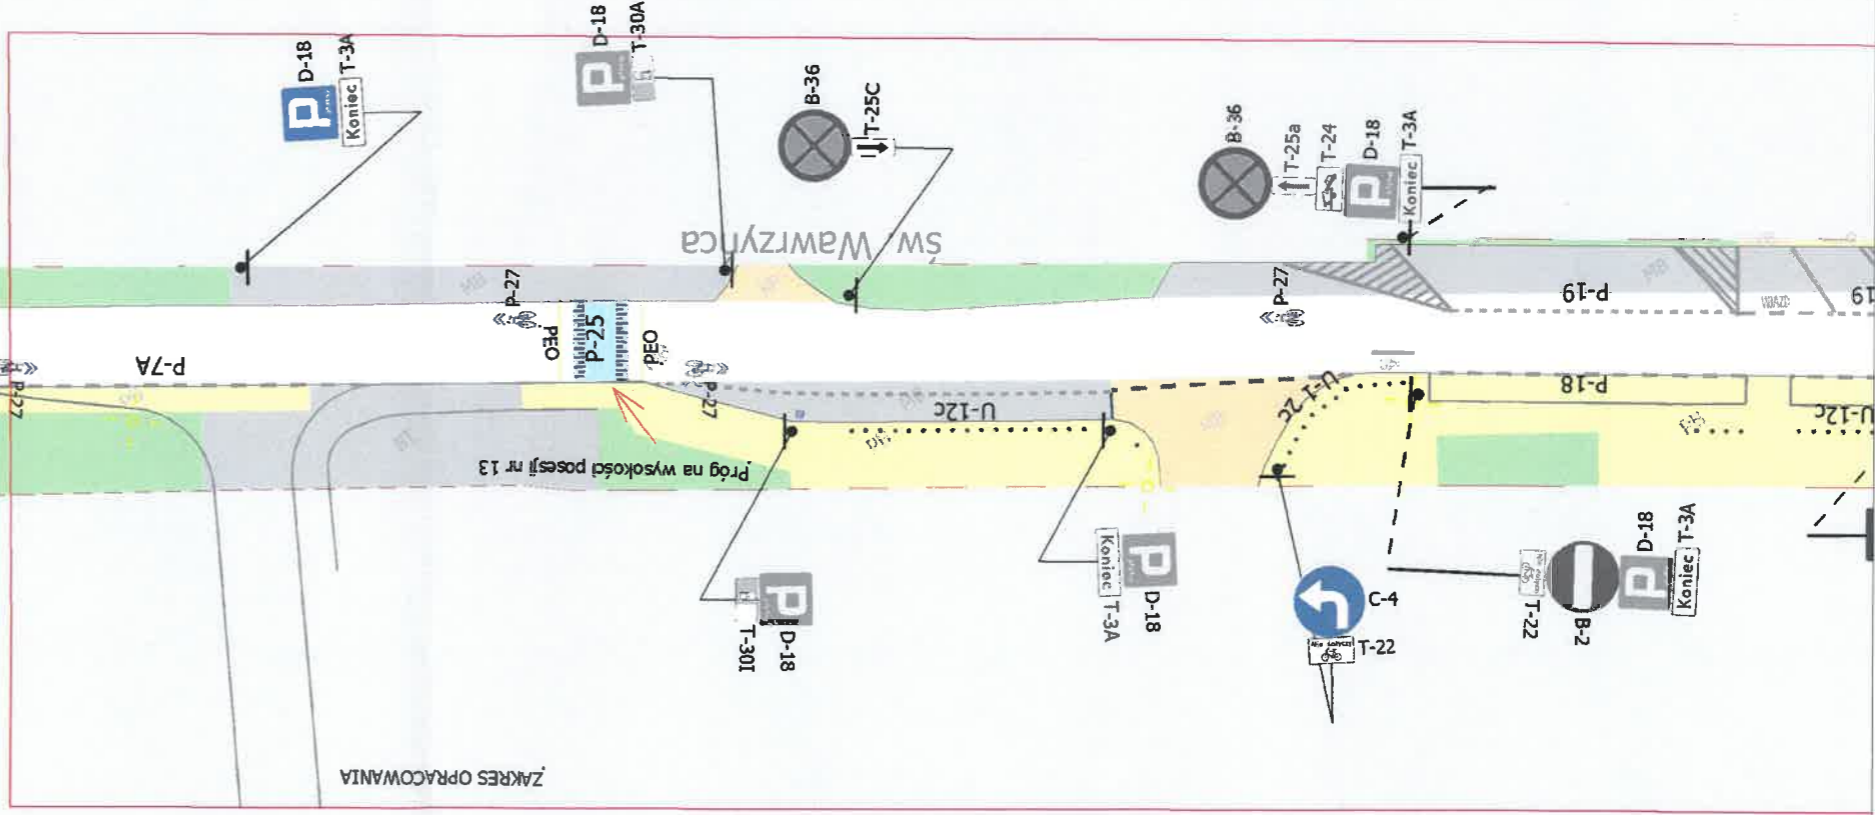 D-18
T-3A
Koniec
D-18
T-30A
B-36
T-25C
B-36
T-25a
T-24
D-18
T-3A
Koniec
św. Wawrzyńca
P-27
P-27
P-19
19
P-7A
P-27
PEO
P-25
PEO
P-27
U-12c
U-12c
P-18
U-12c
Próg na wysokości posesji nr 13
T-30I
D-18
Koniec
T-3A
D-18
C-4
T-22
T-22
B-2
D-18
T-3A
Koniec
ZAKRES OPRACOWANIA